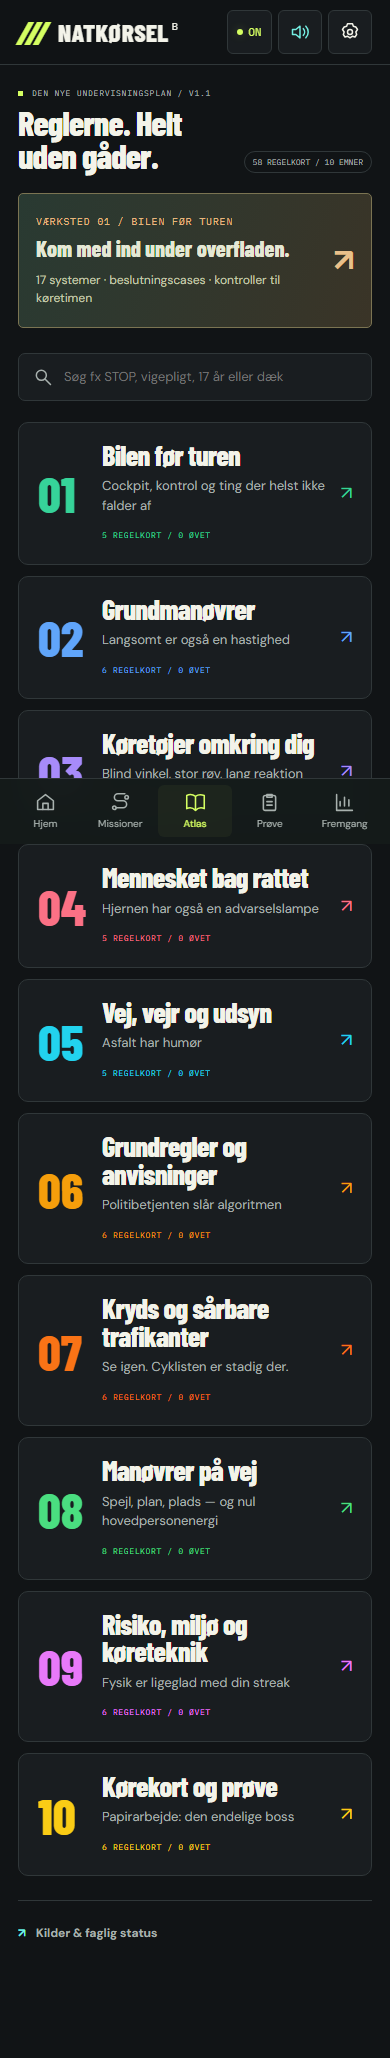 NATKØRSEL B
ON
DEN NYE UNDERVISNINGSPLAN / V1.1
Reglerne. Helt
uden gåder.
58 REGELKORT / 10 EMNER
VÆRKSTED 01 / BILEN FØR TUREN
Kom med ind under overfladen.
17 systemer · beslutningscases · kontroller til
køretimen
Søg fx STOP, vigepligt, 17 år eller dæk
01
Bilen før turen
Cockpit, kontrol og ting der helst ikke
falder af
5 REGELKORT / 0 ØVET
02
Grundmanøvrer
Langsomt er også en hastighed
6 REGELKORT / 0 ØVET
03
Køretøjer omkring dig
Blind vinkel, stor røv, lang reaktion
Hjem
Missioner
Atlas
Prøve
Fremgang
04
Mennesket bag rattet
Hjernen har også en advarselslampe
5 REGELKORT / 0 ØVET
05
Vej, vejr og udsyn
Asfalt har humør
5 REGELKORT / 0 ØVET
06
Grundregler og
anvisninger
Politibetjenten slår algoritmen
6 REGELKORT / 0 ØVET
07
Kryds og sårbare
trafikanter
Se igen. Cyklisten er stadig der.
6 REGELKORT / 0 ØVET
08
Manøvrer på vej
Spejl, plan, plads — og nul
hovedpersonenergi
8 REGELKORT / 0 ØVET
09
Risiko, miljø og
køreteknik
Fysik er ligeglad med din streak
6 REGELKORT / 0 ØVET
10
Kørekort og prøve
Papirarbejde: den endelige boss
6 REGELKORT / 0 ØVET
Kilder & faglig status